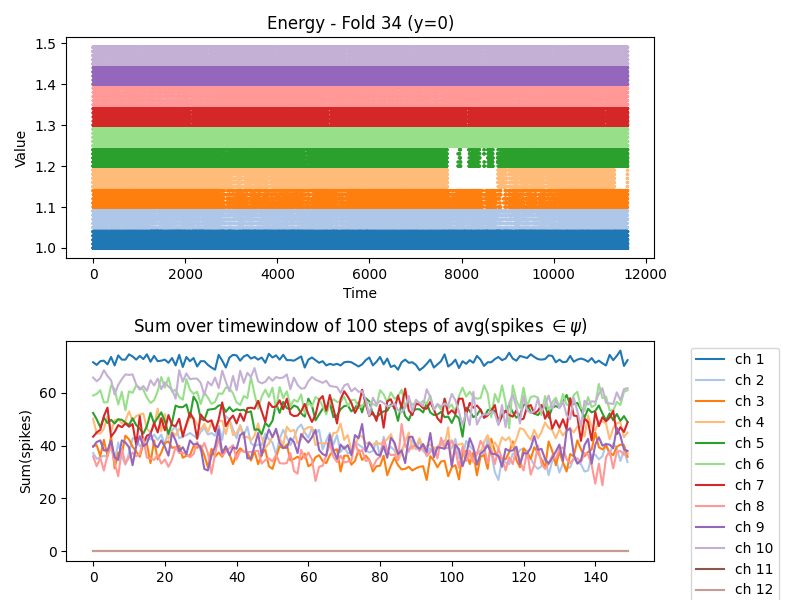 Energy - Fold 34 (y=0)
1.5
1.4
1.3
1.2
1.1
1.0
Value
0 2000 4000 6000 8000 10000 12000
Time
Sum over timewindow of 100 steps of avg(spikes ∈ ψ)
60
40
20
0
Sum(spikes)
0 20 40 60 80 100 120 140
ch 1
ch 2
ch 3
ch 4
ch 5
ch 6
ch 7
ch 8
ch 9
ch 10
ch 11
ch 12